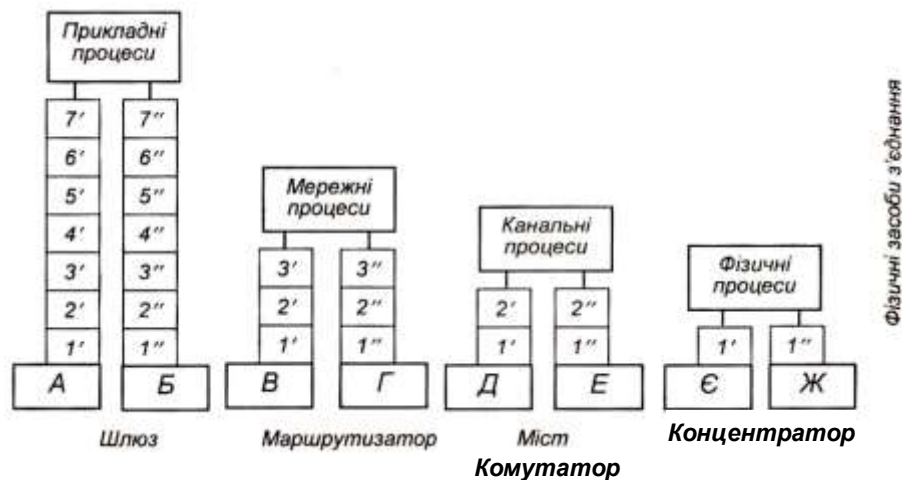 Прикладні
процеси
7′ 7″
6′ 6″
5′ 5″
4′ 4″
3′ 3″
2′ 2″
1′ 1″
А Б
Шлюз
Мережні
процеси
3′ 3″
2′ 2″
1′ 1″
В Г
Маршрутизатор
Канальні
процеси
2′ 2″
1′ 1″
Д Е
Міст
Комутатор
Фізичні
процеси
1′ 1″
Є Ж
Концентратор
Фізичні засоби з'єднання